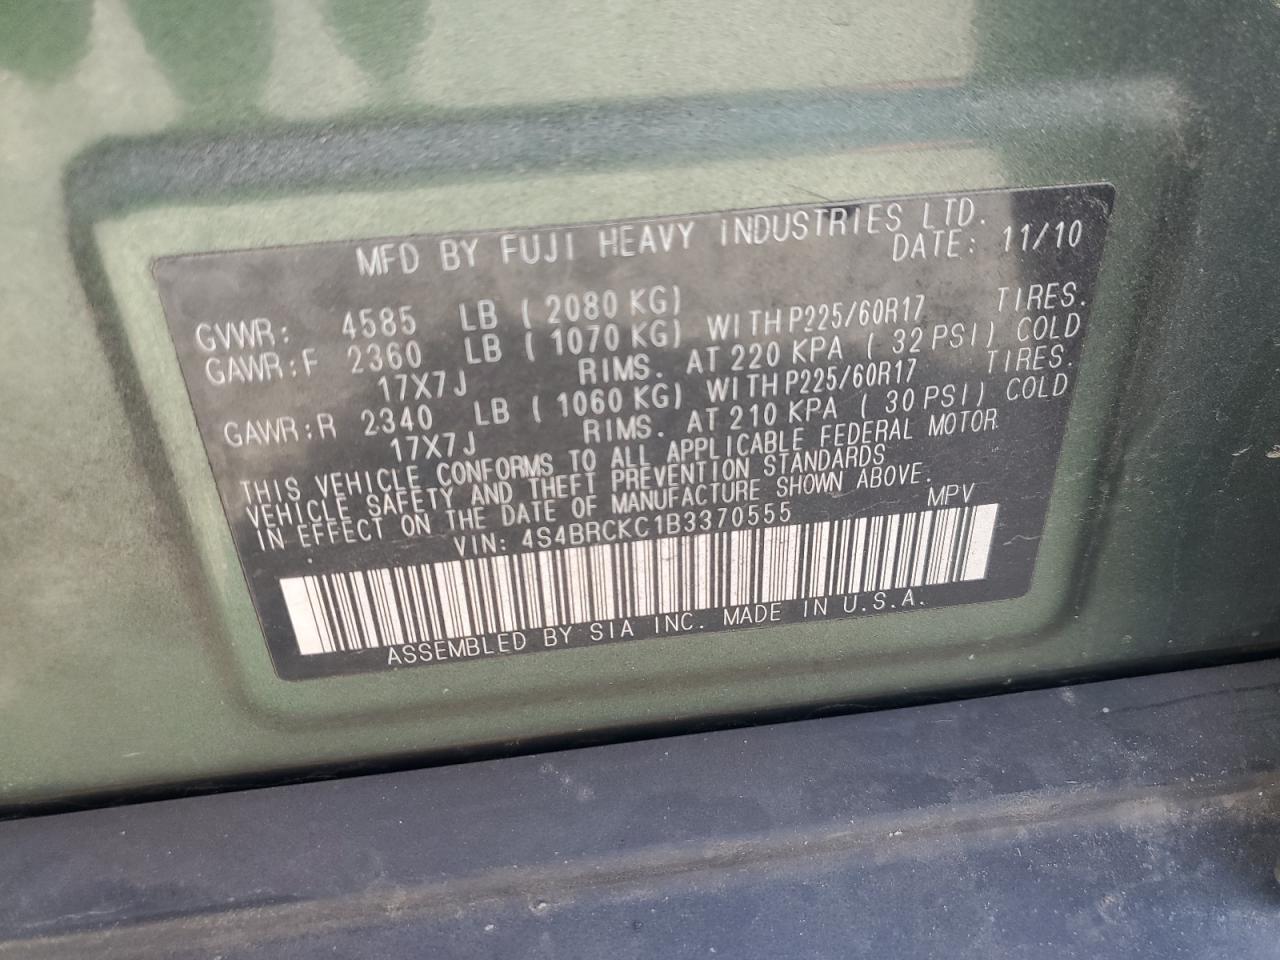 MFD BY FUJI HEAVY INDUSTRIES LTD.
DATE: 11/10
GVWR: 4585 LB ( 2080 KG)
GAWR:F 2360 LB ( 1070 KG) WITH P225/60R17 TIRES.
17X7J RIMS. AT 220 KPA ( 32 PSI) COLD
GAWR:R 2340 LB ( 1060 KG) WITH P225/60R17 TIRES.
17X7J RIMS. AT 210 KPA ( 30 PSI) COLD
THIS VEHICLE CONFORMS TO ALL APPLICABLE FEDERAL MOTOR
VEHICLE SAFETY AND THEFT PREVENTION STANDARDS
IN EFFECT ON THE DATE OF MANUFACTURE SHOWN ABOVE.
VIN: 4S4BRCKC1B3370555 MPV
ASSEMBLED BY SIA INC. MADE IN U.S.A.